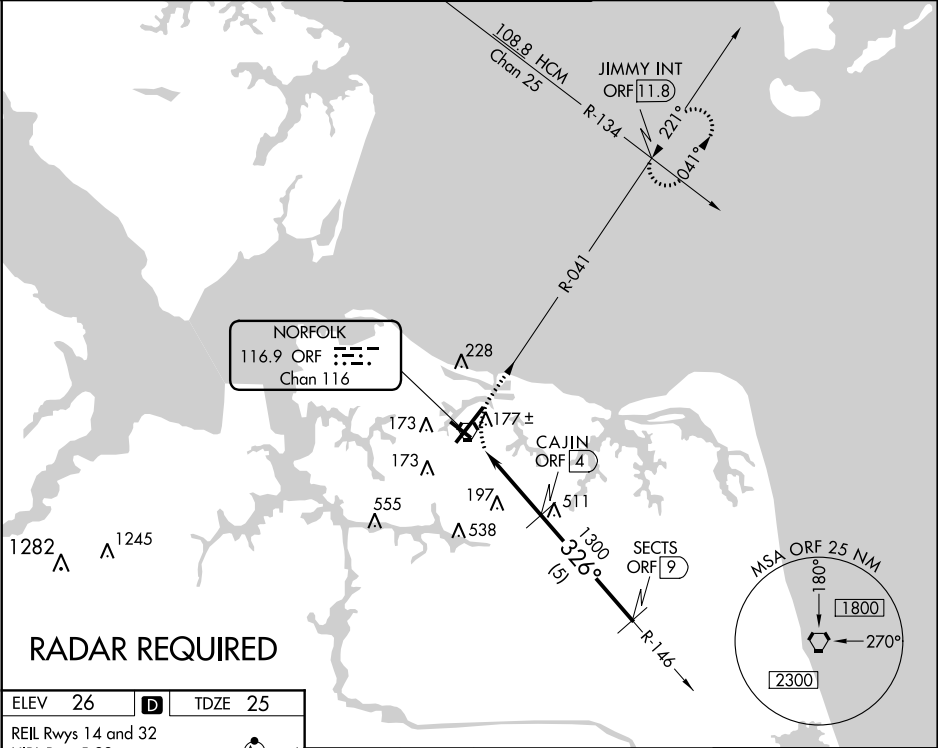 108.8 HCM
Chan 25
R-134
JIMMY INT
ORF 11.8
221°
041°
R-041
NORFOLK
116.9 ORF
Chan 116
228
173
177 ±
173
CAJIN
ORF 4
197
511
555
538
1282
1245
1300
326°
(5)
SECTS
ORF 9
R-146
MSA ORF 25 NM
180°
1800
270°
2300
RADAR REQUIRED
ELEV 26 D TDZE 25
REIL Rwys 14 and 32